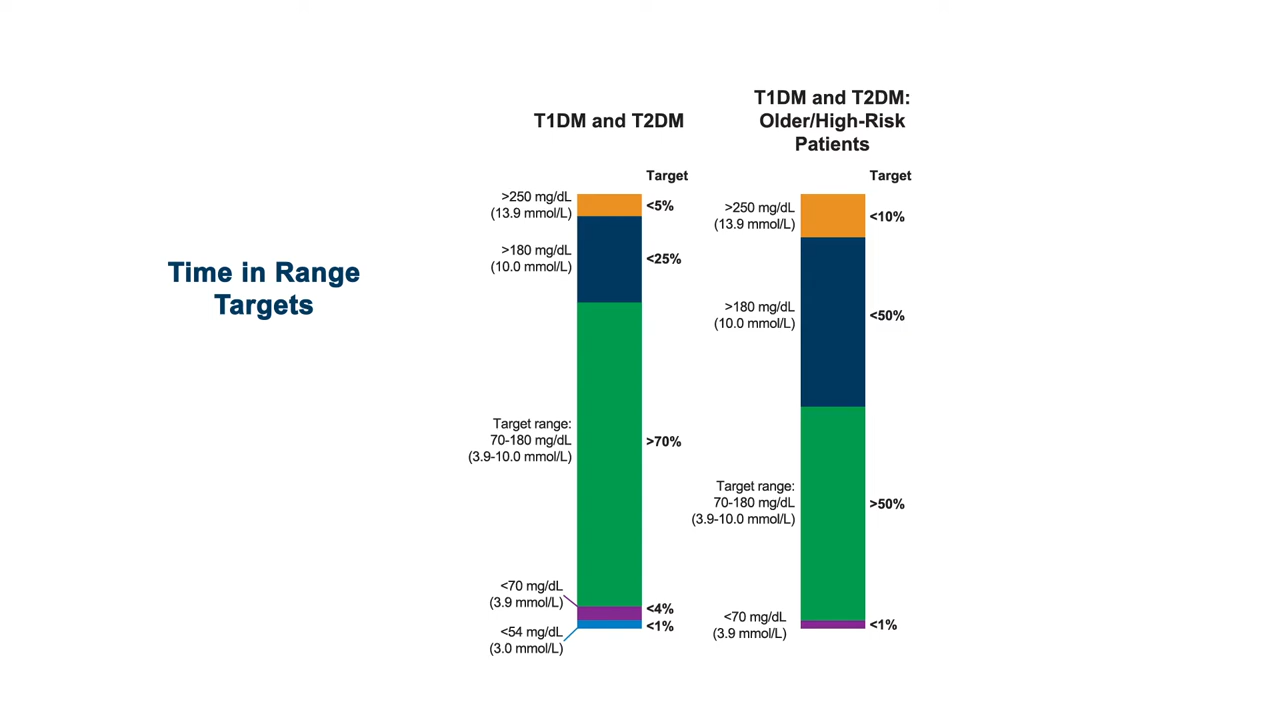 Time in Range
Targets
T1DM and T2DM
Target
>250 mg/dL
(13.9 mmol/L)
<5%
>180 mg/dL
(10.0 mmol/L)
<25%
Target range:
70-180 mg/dL
(3.9-10.0 mmol/L)
>70%
<70 mg/dL
(3.9 mmol/L)
<4%
<54 mg/dL
(3.0 mmol/L)
<1%
T1DM and T2DM:
Older/High-Risk
Patients
Target
>250 mg/dL
(13.9 mmol/L)
<10%
>180 mg/dL
(10.0 mmol/L)
<50%
Target range:
70-180 mg/dL
(3.9-10.0 mmol/L)
>50%
<70 mg/dL
(3.9 mmol/L)
<1%